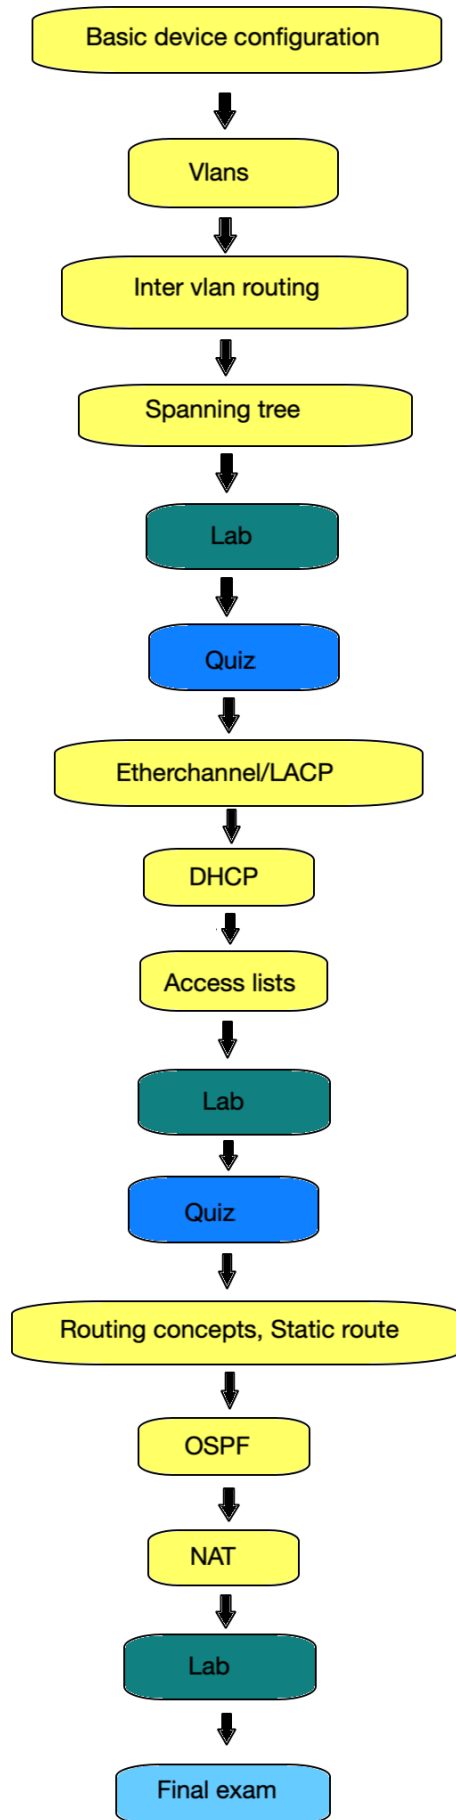 Basic device configuration
Vlans
Inter vlan routing
Spanning tree
Lab
Quiz
Etherchannel/LACP
DHCP
Access lists
Lab
Quiz
Routing concepts, Static route
OSPF
NAT
Lab
Final exam